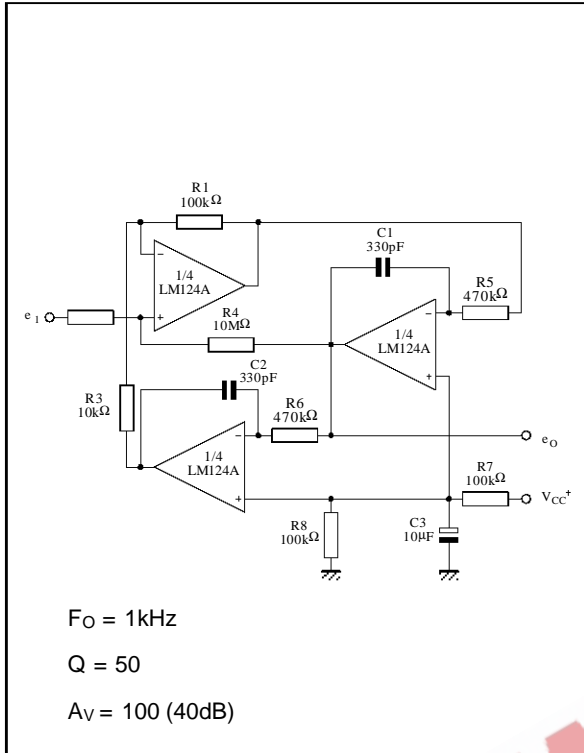 R1
100kΩ
C1
330pF
R5
470kΩ
-
1/4
LM124A
+
e1
R4
10MΩ
-
1/4
LM124A
+
C2
330pF
R3
10kΩ
R6
470kΩ
-
1/4
LM124A
+
eO
R7
100kΩ
VCC+
R8
100kΩ
C3
10µF
FO = 1kHz
Q = 50
AV = 100 (40dB)